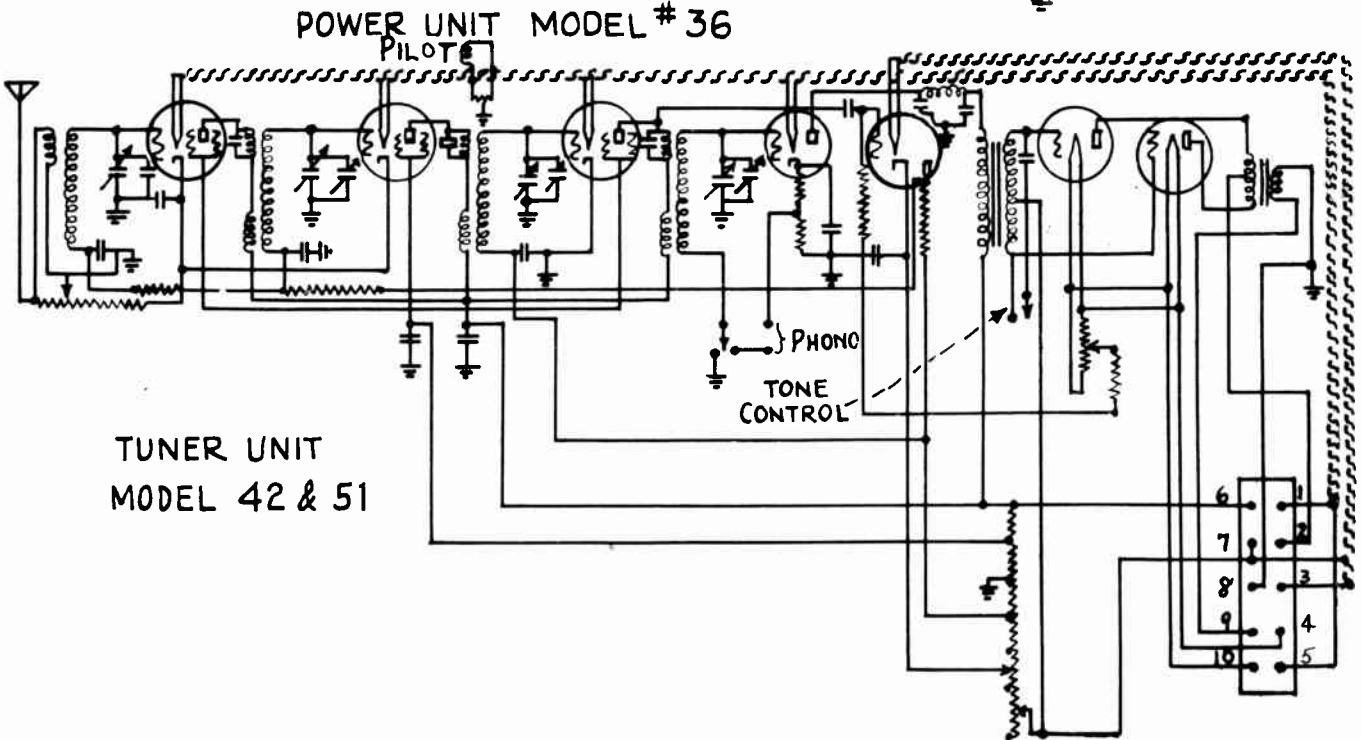 POWER UNIT MODEL #36
PILOT
PHONO
TONE
CONTROL
TUNER UNIT
MODEL 42 & 51
6 1
7 2
8 3
9 4
10 5